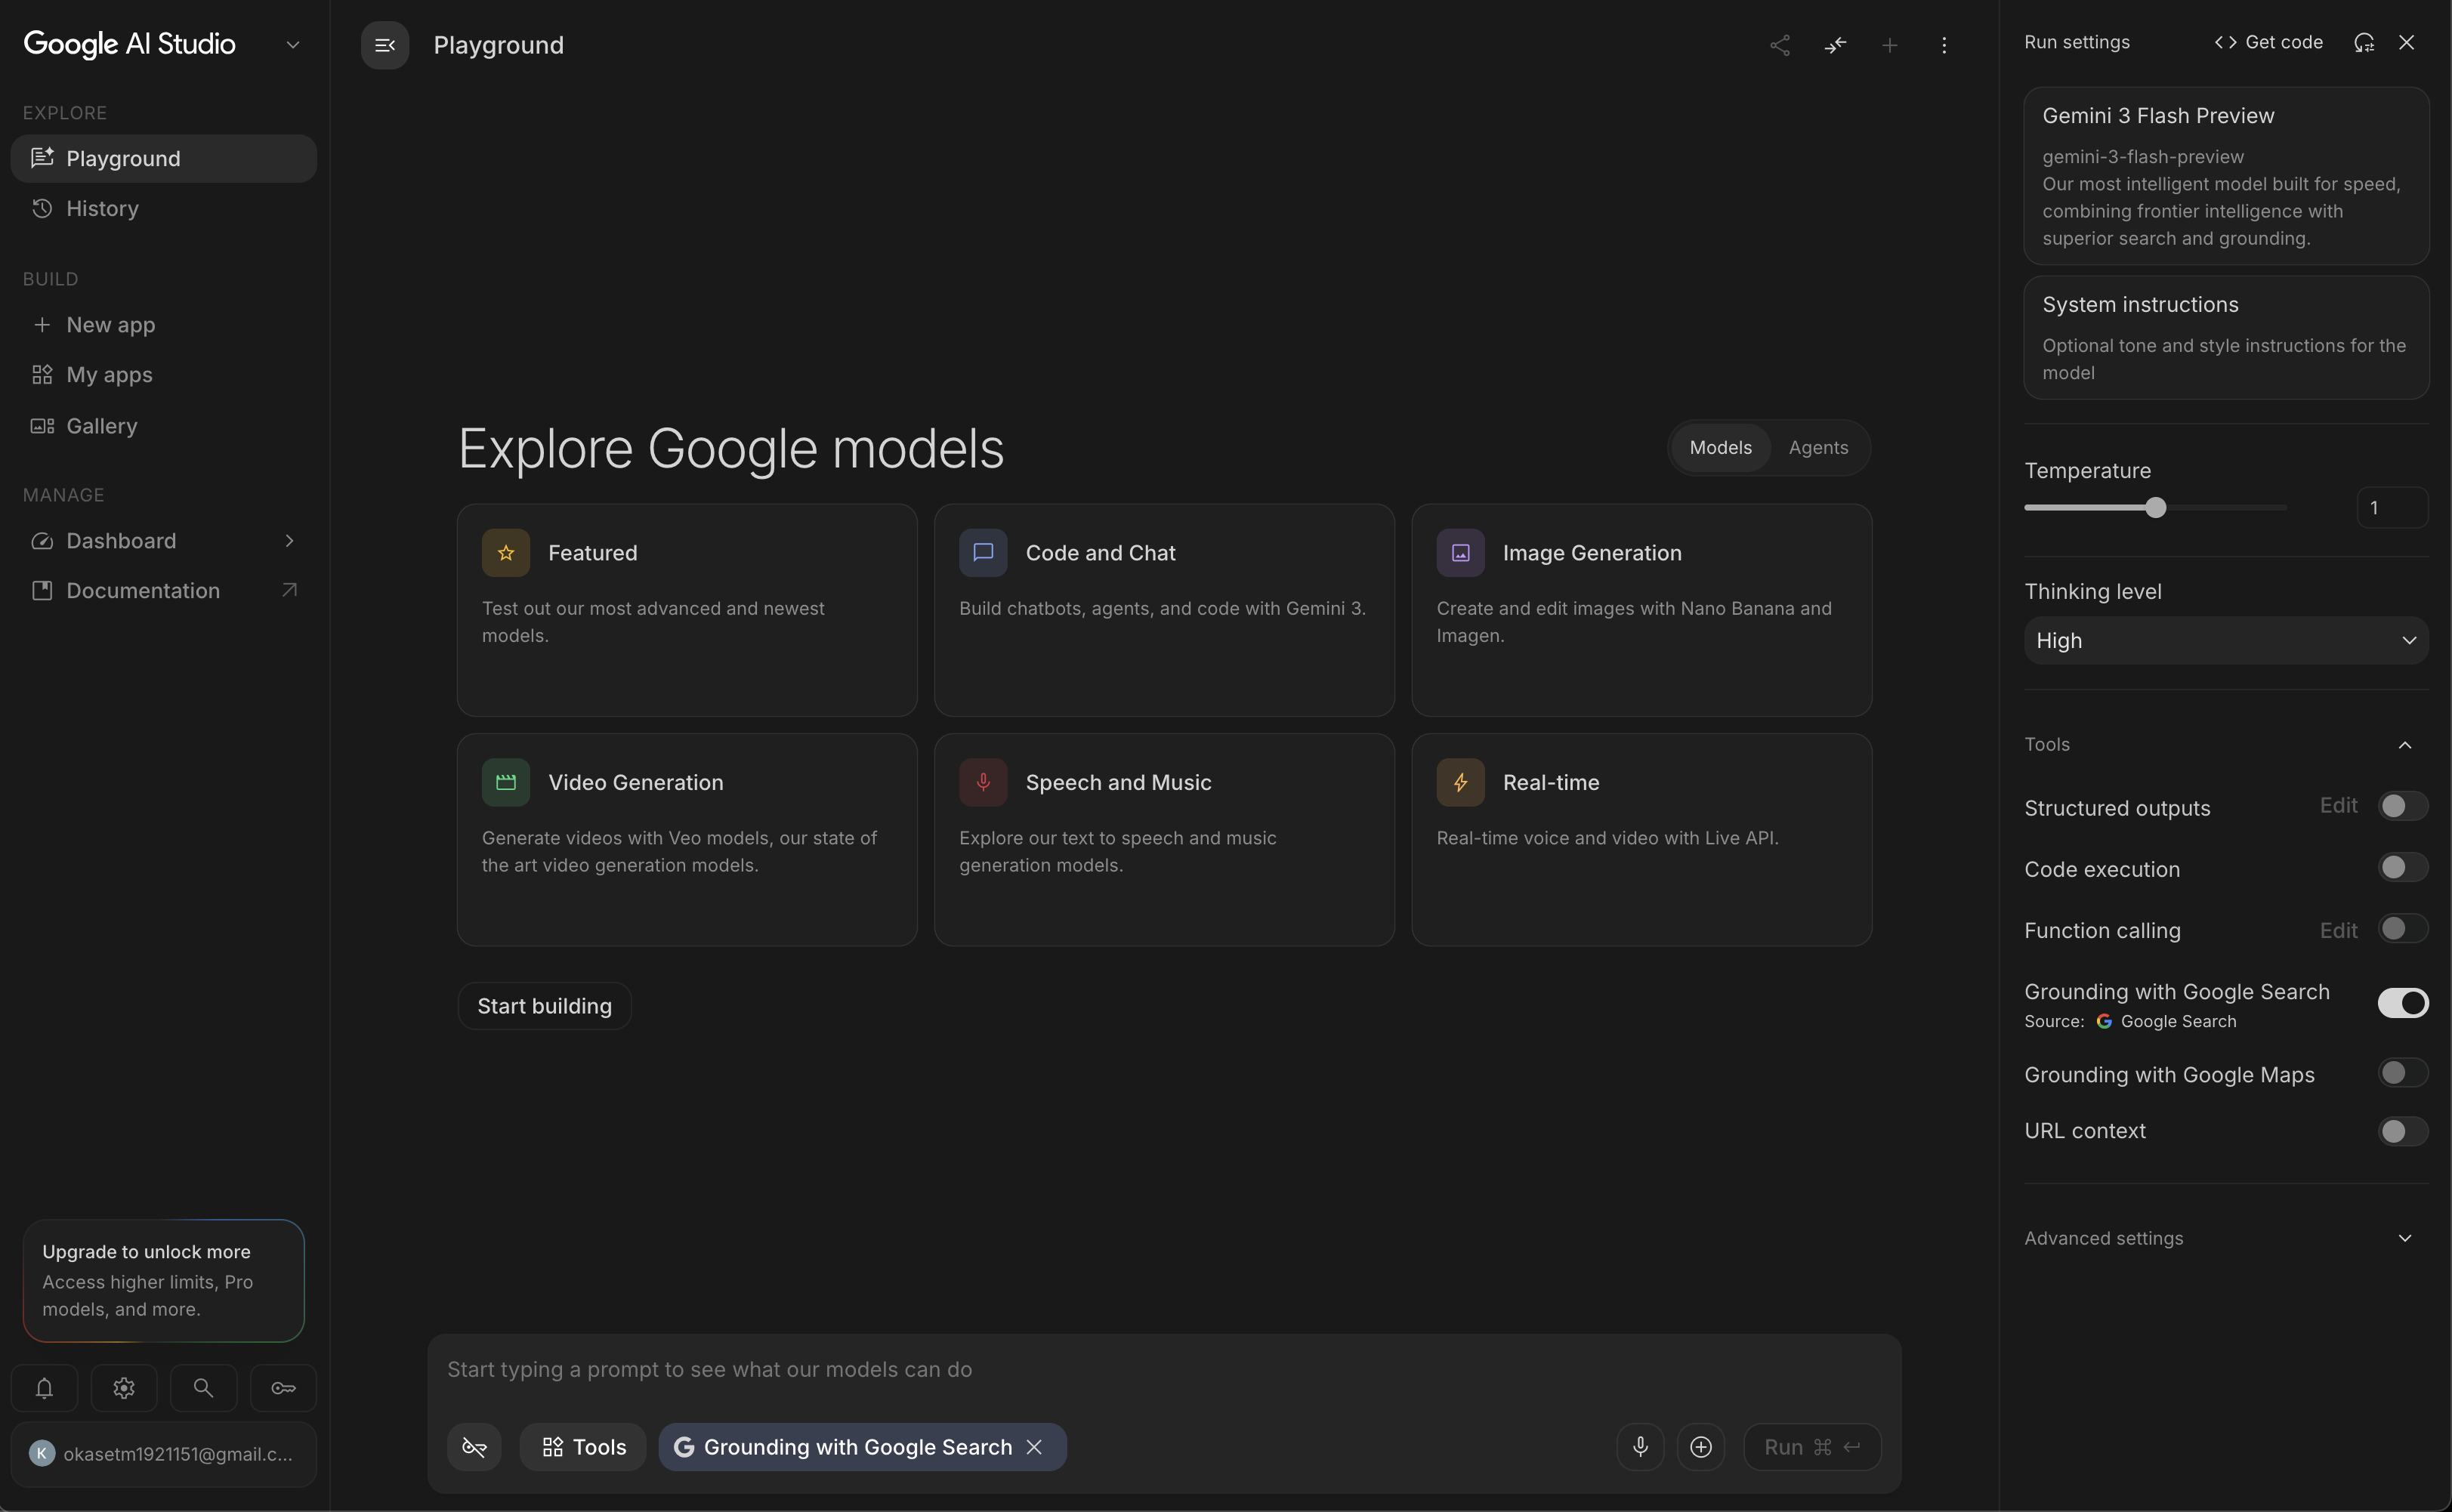 Google AI Studio
EXPLORE
Playground
History
BUILD
New app
My apps
Gallery
MANAGE
Dashboard
Documentation
Upgrade to unlock more
Access higher limits, Pro
models, and more.
K okasetm1921151@gmail.c...
Playground
Explore Google models
Models Agents
Featured
Test out our most advanced and newest
models.
Code and Chat
Build chatbots, agents, and code with Gemini 3.
Image Generation
Create and edit images with Nano Banana and
Imagen.
Video Generation
Generate videos with Veo models, our state of
the art video generation models.
Speech and Music
Explore our text to speech and music
generation models.
Real-time
Real-time voice and video with Live API.
Start building
Start typing a prompt to see what our models can do
Tools
Grounding with Google Search
Run ⌘ ↵
Run settings
Get code
Gemini 3 Flash Preview
gemini-3-flash-preview
Our most intelligent model built for speed,
combining frontier intelligence with
superior search and grounding.
System instructions
Optional tone and style instructions for the
model
Temperature
1
Thinking level
High
Tools
Structured outputs Edit
Code execution
Function calling Edit
Grounding with Google Search
Source: Google Search
Grounding with Google Maps
URL context
Advanced settings